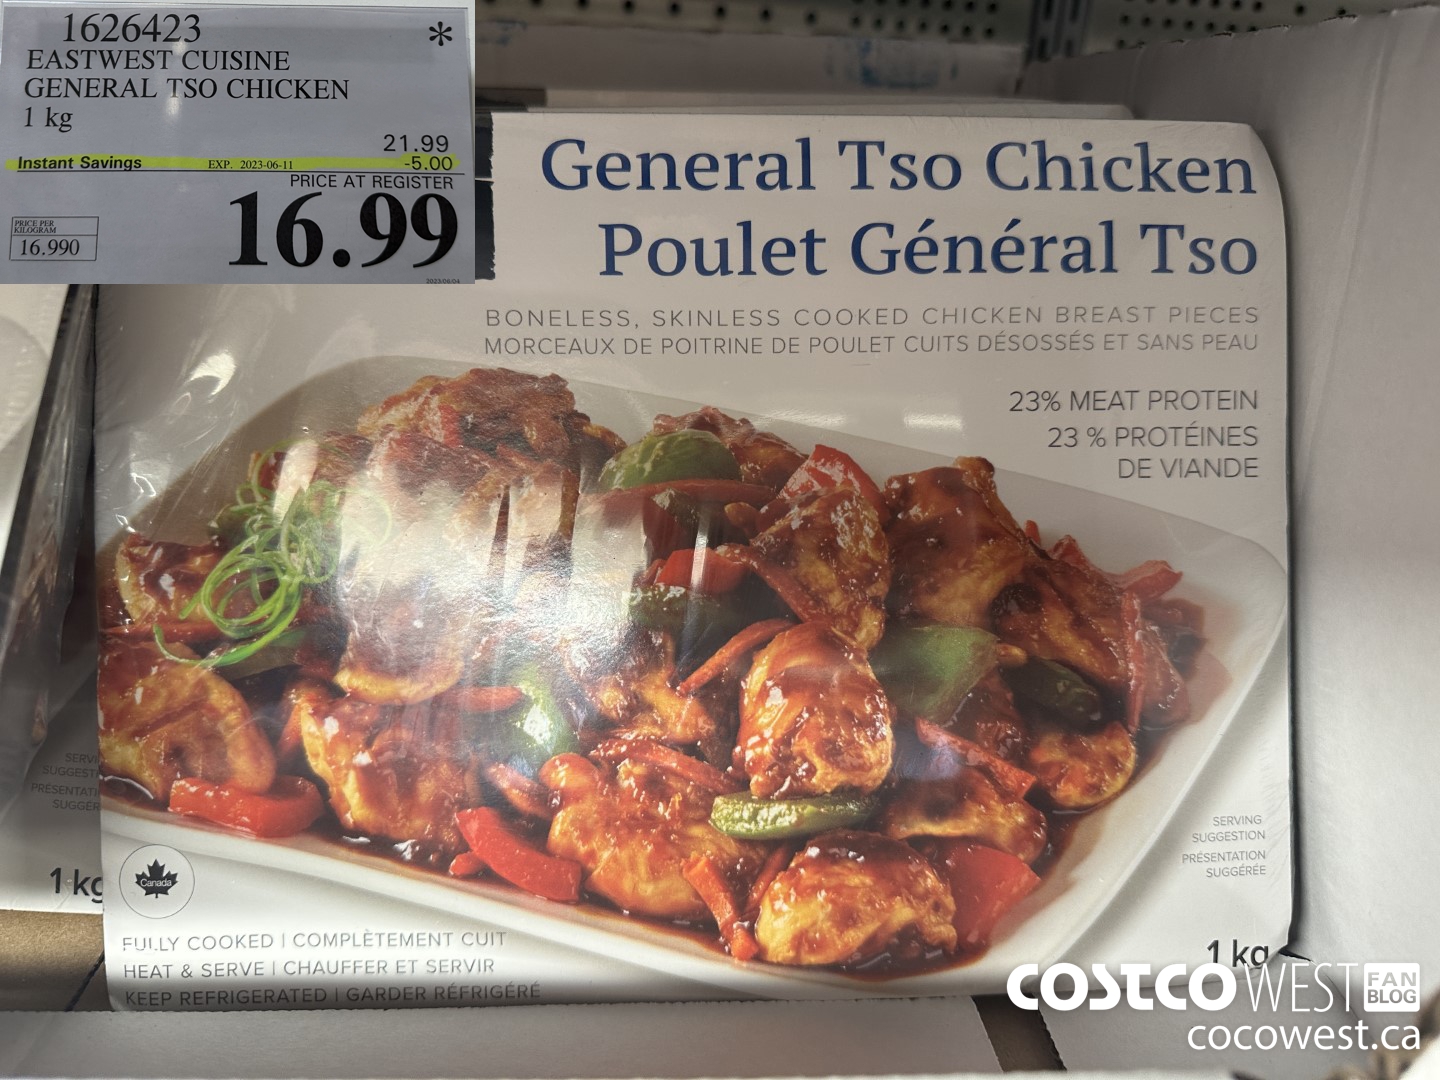 1626423 *
EASTWEST CUISINE
GENERAL TSO CHICKEN
1 kg
21.99
Instant Savings EXP. 2023-06-11 -5.00
PRICE AT REGISTER
16.99
PRICE PER
KILOGRAM
16.990
2023/06/04
General Tso Chicken
Poulet Général Tso
BONELESS, SKINLESS COOKED CHICKEN BREAST PIECES
MORCEAUX DE POITRINE DE POULET CUITS DÉSOSSÉS ET SANS PEAU
23% MEAT PROTEIN
23 % PROTÉINES
DE VIANDE
SERVING
SUGGESTION
PRÉSENTATION
SUGGÉRÉE
1 kg
Canada
1 kg
FULLY COOKED | COMPLÈTEMENT CUIT
HEAT & SERVE | CHAUFFER ET SERVIR
KEEP REFRIGERATED | GARDER RÉFRIGÉRÉ
COSTCO WEST FAN
BLOG
cocowest.ca